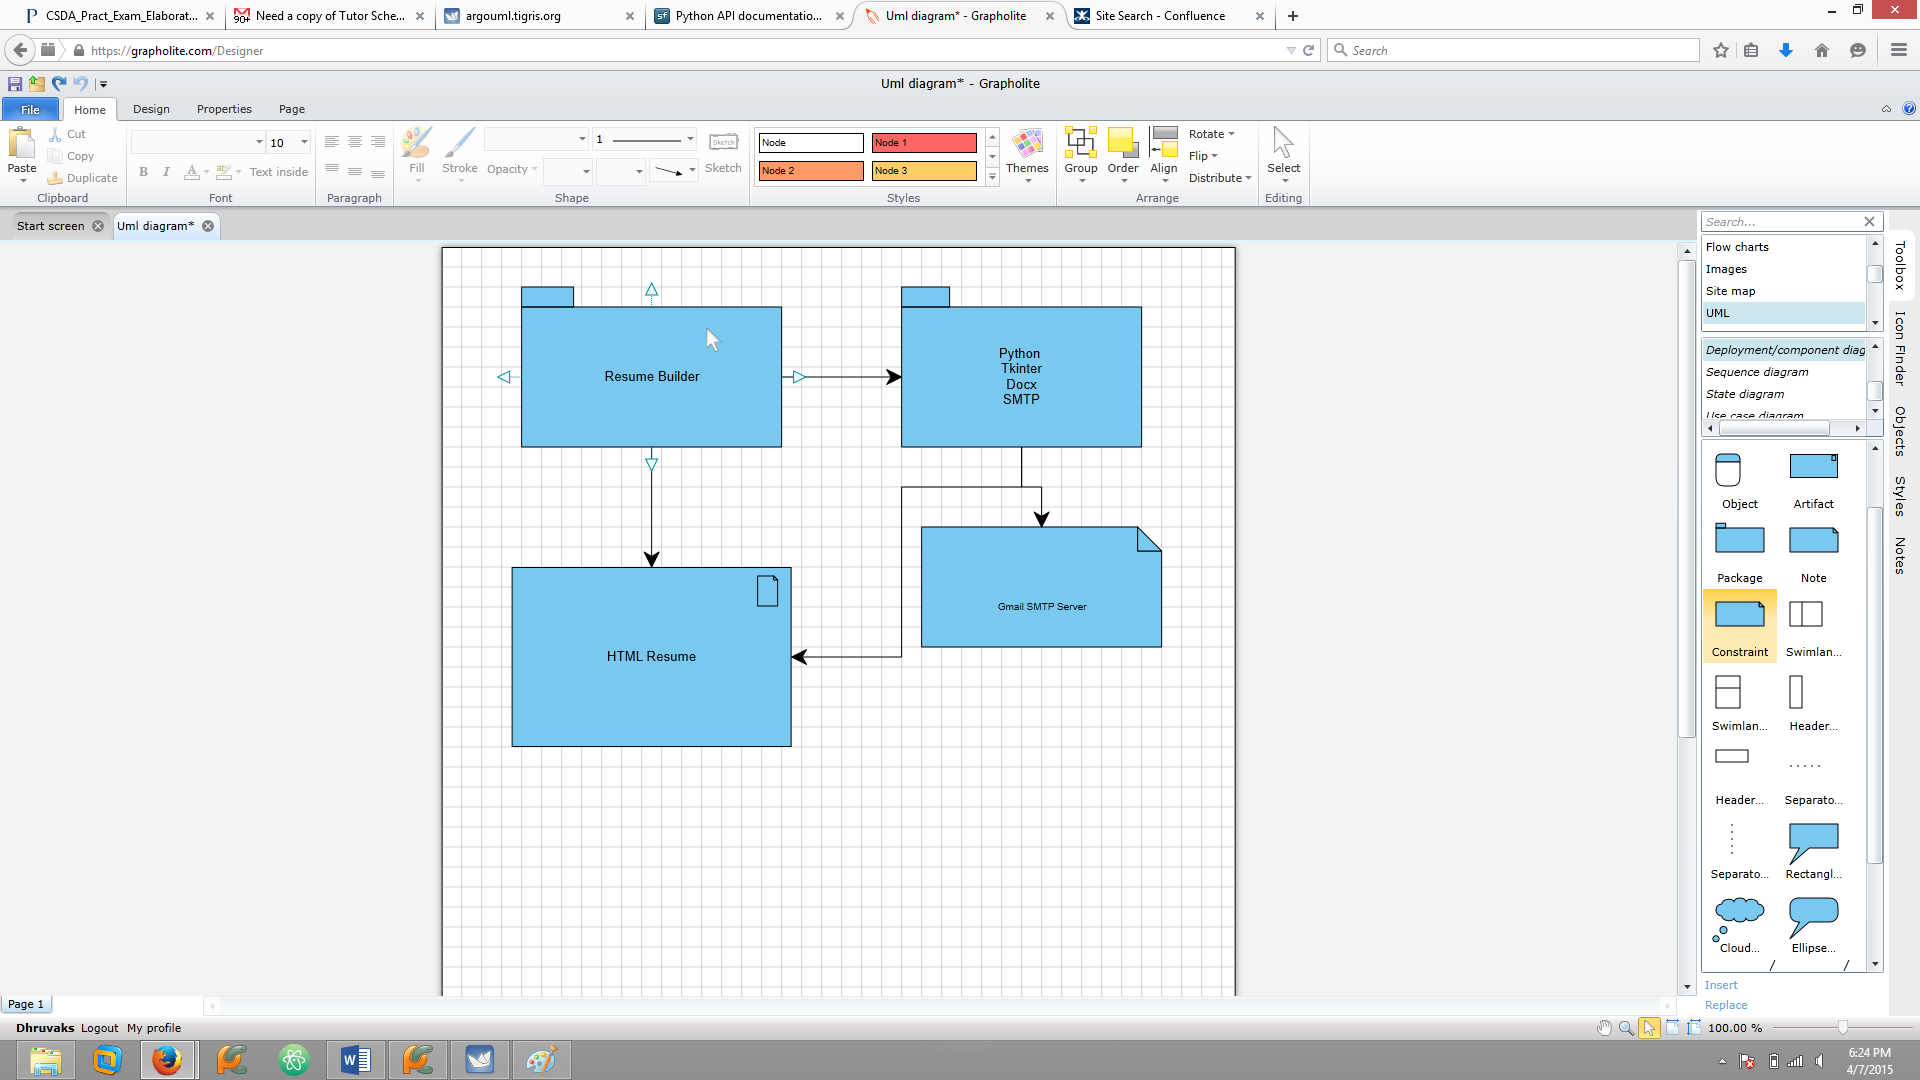 CSDA_Pract_Exam_Elaborat...
Need a copy of Tutor Sche...
argouml.tigris.org
Python API documentatio...
Uml diagram* - Grapholite
Site Search - Confluence
https://grapholite.com/Designer
Search
Uml diagram* - Grapholite
File
Home
Design
Properties
Page
Paste
Cut
Copy
Duplicate
Clipboard
10
B I A ab
Text inside
Font
Paragraph
Fill
Stroke
Opacity
1
Sketch
Sketch
Shape
Node
Node 1
Node 2
Node 3
Styles
Themes
Group
Order
Align
Rotate
Flip
Distribute
Arrange
Select
Editing
Start screen
Uml diagram*
Resume Builder
Python
Tkinter
Docx
SMTP
HTML Resume
Gmail SMTP Server
Search...
Flow charts
Images
Site map
UML
Deployment/component diag
Sequence diagram
State diagram
Use case diagram
Object
Artifact
Package
Note
Constraint
Swimlan...
Swimlan...
Header...
Header...
Separato...
Separato...
Rectangl...
Cloud...
Ellipse...
Insert
Replace
Toolbox
Icon Finder
Objects
Styles
Notes
Page 1
Dhruvaks Logout My profile
100.00 %
6:24 PM
4/7/2015